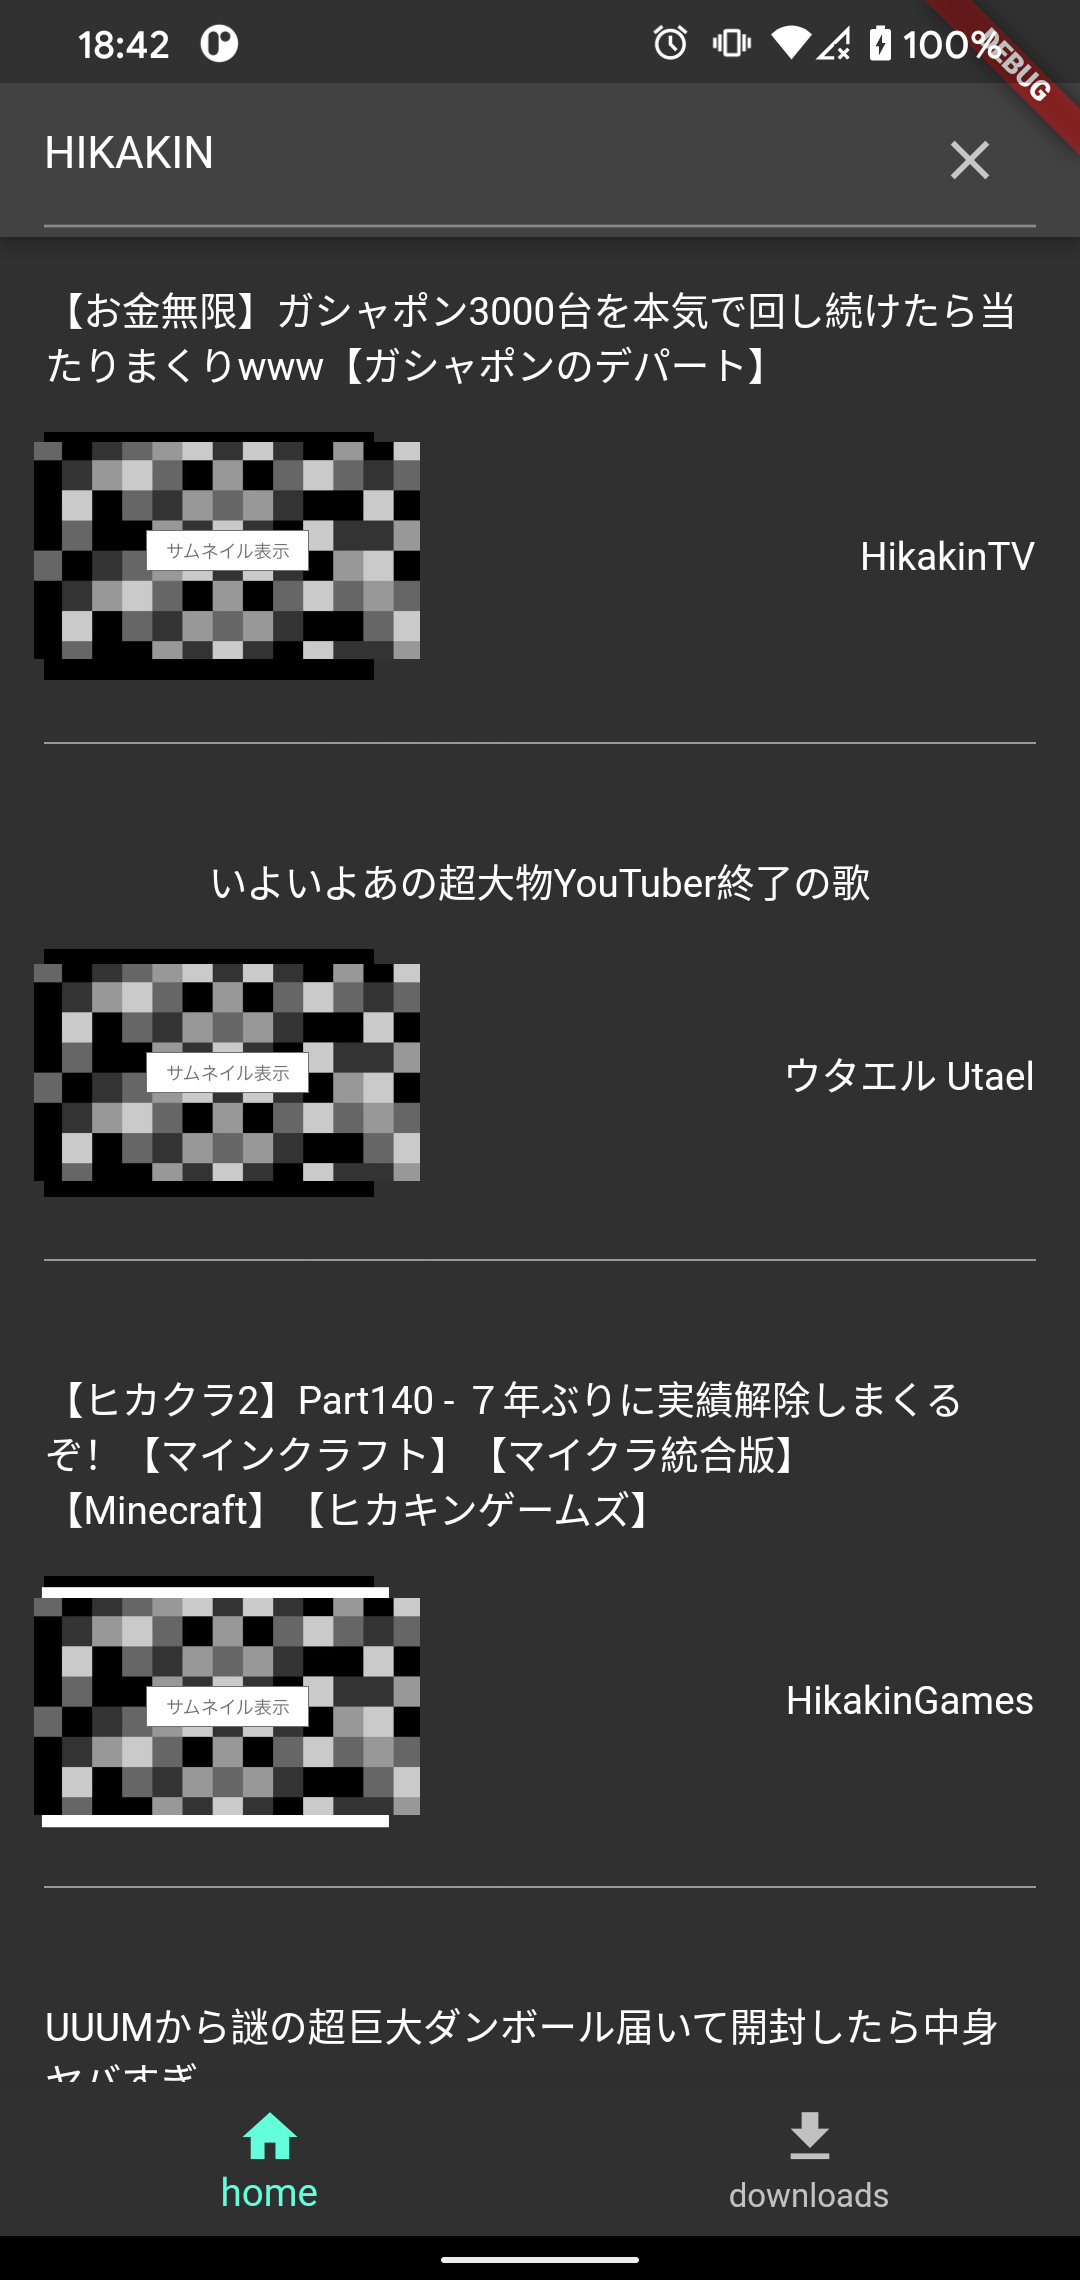 18:42
100%
DEBUG
HIKAKIN
【お金無限】ガシャポン3000台を本気で回し続けたら当
たりまくりwww【ガシャポンのデパート】
サムネイル表示
HikakinTV
いよいよあの超大物YouTuber終了の歌
サムネイル表示
ウタエル Utael
【ヒカクラ2】Part140 - ７年ぶりに実績解除しまくる
ぞ！【マインクラフト】【マイクラ統合版】
【Minecraft】【ヒカキンゲームズ】
サムネイル表示
HikakinGames
UUUMから謎の超巨大ダンボール届いて開封したら中身
ヤバすぎ
home
downloads